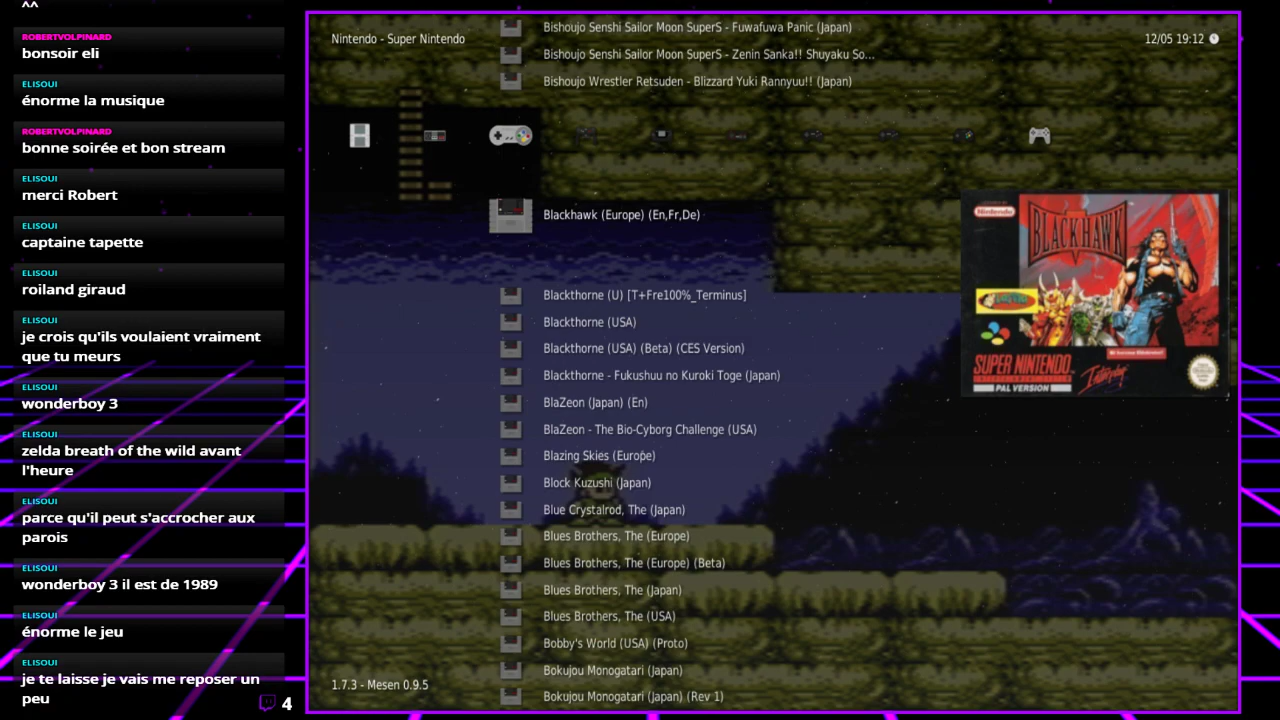 ^^
ROBERTVOLPINARD
bonsoir eli
ELISOUI
énorme la musique
ROBERTVOLPINARD
bonne soirée et bon stream
ELISOUI
merci Robert
ELISOUI
captaine tapette
ELISOUI
roiland giraud
ELISOUI
je crois qu'ils voulaient vraiment
que tu meurs
ELISOUI
wonderboy 3
ELISOUI
zelda breath of the wild avant
l'heure
ELISOUI
parce qu'il peut s'accrocher aux
parois
ELISOUI
wonderboy 3 il est de 1989
ELISOUI
énorme le jeu
ELISOUI
je te laisse je vais me reposer un
peu
4
Nintendo - Super Nintendo
12/05 19:12
Bishoujo Senshi Sailor Moon SuperS - Fuwafuwa Panic (Japan)
Bishoujo Senshi Sailor Moon SuperS - Zenin Sanka!! Shuyaku So...
Bishoujo Wrestler Retsuden - Blizzard Yuki Rannyuu!! (Japan)
Blackhawk (Europe) (En,Fr,De)
Blackthorne (U) [T+Fre100%_Terminus]
Blackthorne (USA)
Blackthorne (USA) (Beta) (CES Version)
Blackthorne - Fukushuu no Kuroki Toge (Japan)
BlaZeon (Japan) (En)
BlaZeon - The Bio-Cyborg Challenge (USA)
Blazing Skies (Europe)
Block Kuzushi (Japan)
Blue Crystalrod, The (Japan)
Blues Brothers, The (Europe)
Blues Brothers, The (Europe) (Beta)
Blues Brothers, The (Japan)
Blues Brothers, The (USA)
Bobby's World (USA) (Proto)
Bokujou Monogatari (Japan)
Bokujou Monogatari (Japan) (Rev 1)
1.7.3 - Mesen 0.9.5
Nintendo
BLACKHAWK
SUPER NINTENDO
PAL VERSION
Interplay